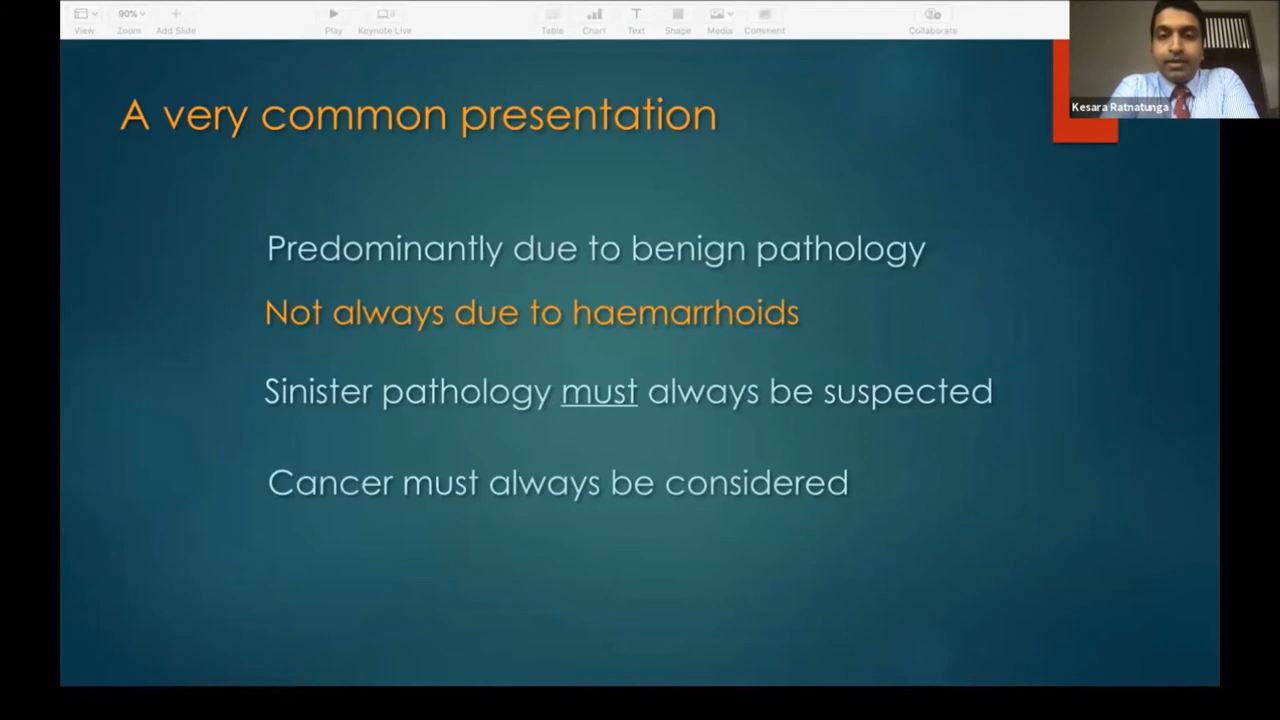 View
90%
Zoom
Add Slide
Play
Keynote Live
Table
Chart
Text
Shape
Media
Comment
Collaborate
Kesara Ratnatunga
A very common presentation
Predominantly due to benign pathology
Not always due to haemarrhoids
Sinister pathology must always be suspected
Cancer must always be considered